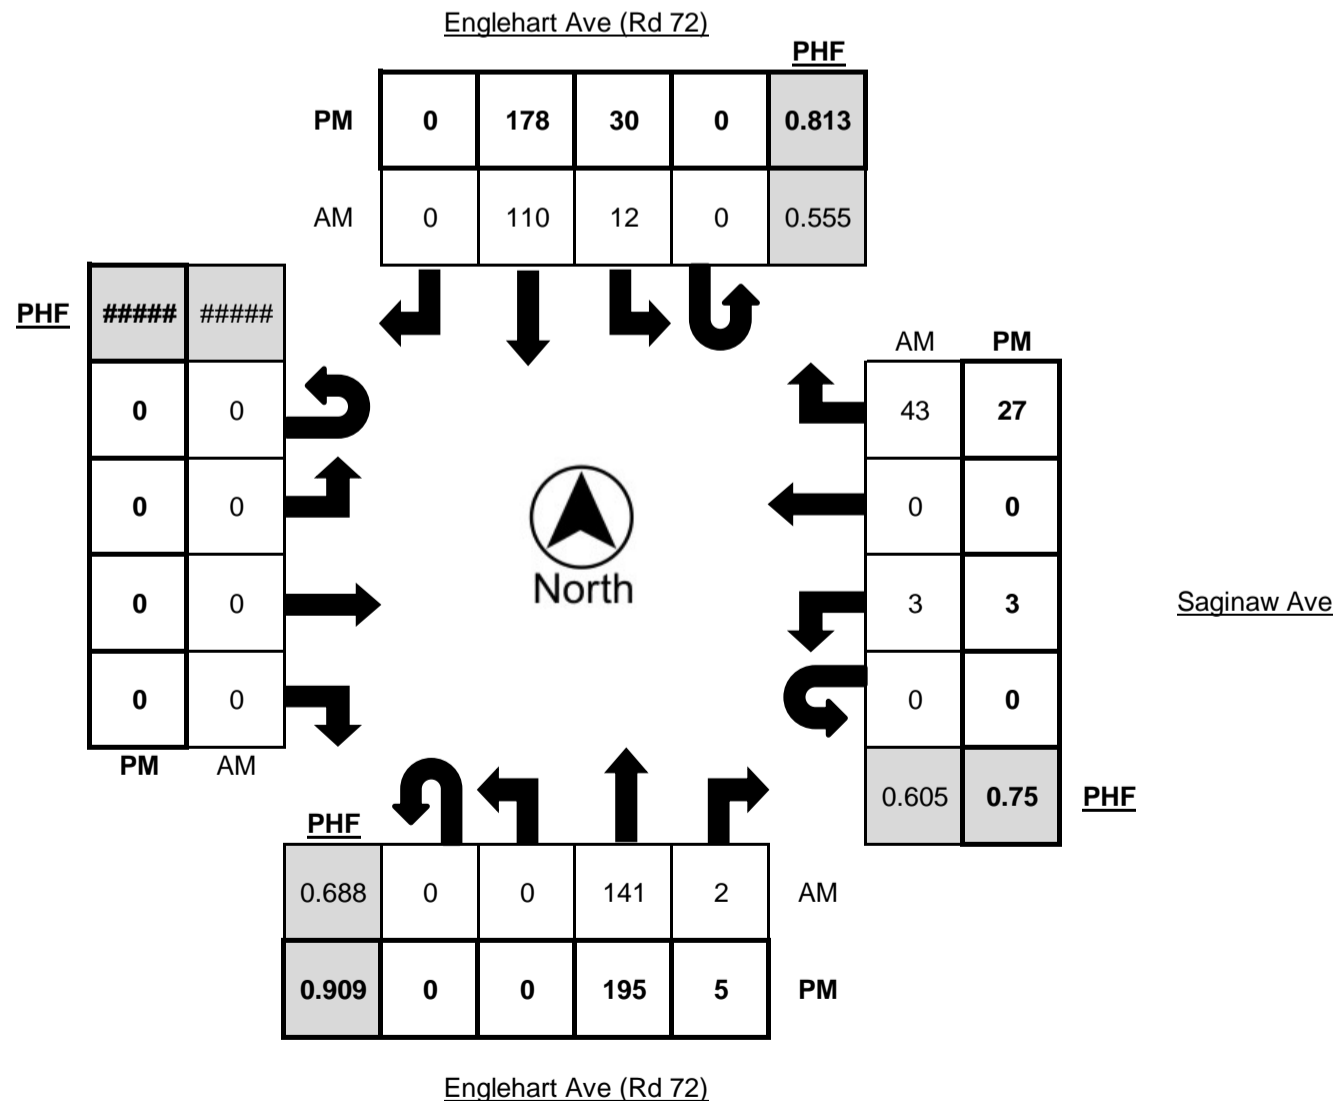 Englehart Ave (Rd 72)
PHF
PM 0 178 30 0 0.813
AM 0 110 12 0 0.555
PHF ##### #####
AM PM
0 0 43 27
0 0 0 0
North
0 0 3 3 Saginaw Ave
0 0 0 0
PM AM
0.605 0.75 PHF
PHF
0.688 0 0 141 2 AM
0.909 0 0 195 5 PM
Englehart Ave (Rd 72)